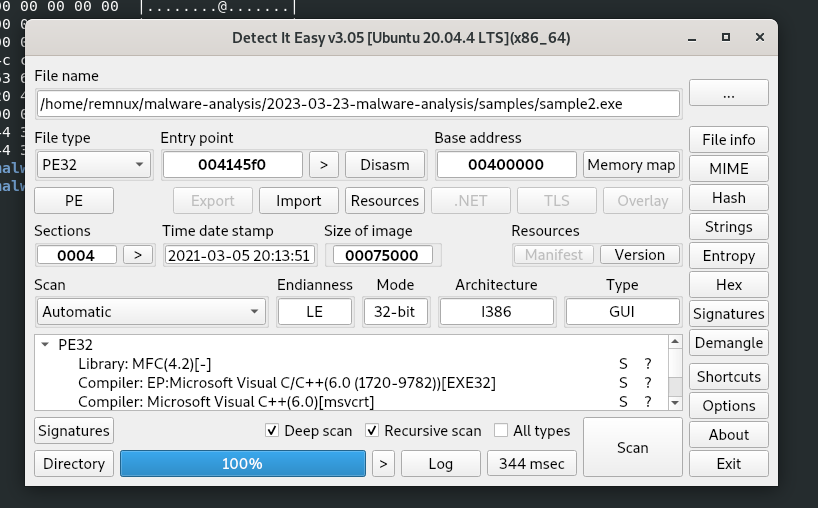 00 00 00 00 00 |........@.......|
Detect It Easy v3.05 [Ubuntu 20.04.4 LTS](x86_64)
File name
/home/remnux/malware-analysis/2023-03-23-malware-analysis/samples/sample2.exe
...
File type Entry point Base address
PE32 004145f0 > Disasm 00400000 Memory map
File info
MIME
PE Export Import Resources .NET TLS Overlay
Hash
Sections Time date stamp Size of image Resources
Strings
0004 > 2021-03-05 20:13:51 00075000 Manifest Version
Entropy
Scan Endianness Mode Architecture Type
Hex
Automatic LE 32-bit I386 GUI
Signatures
PE32
Demangle
Library: MFC(4.2)[-] S ?
Compiler: EP:Microsoft Visual C/C++(6.0 (1720-9782))[EXE32] S ?
Shortcuts
Compiler: Microsoft Visual C++(6.0)[msvcrt] S ?
Options
Signatures Deep scan Recursive scan All types Scan
About
Directory 100% > Log 344 msec
Exit